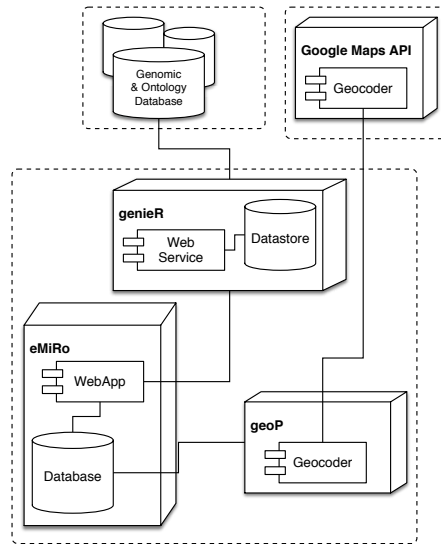 Genomic
& Ontology
Database
Google Maps API
Geocoder
genieR
Web
Service
Datastore
eMiRo
WebApp
Database
geoP
Geocoder